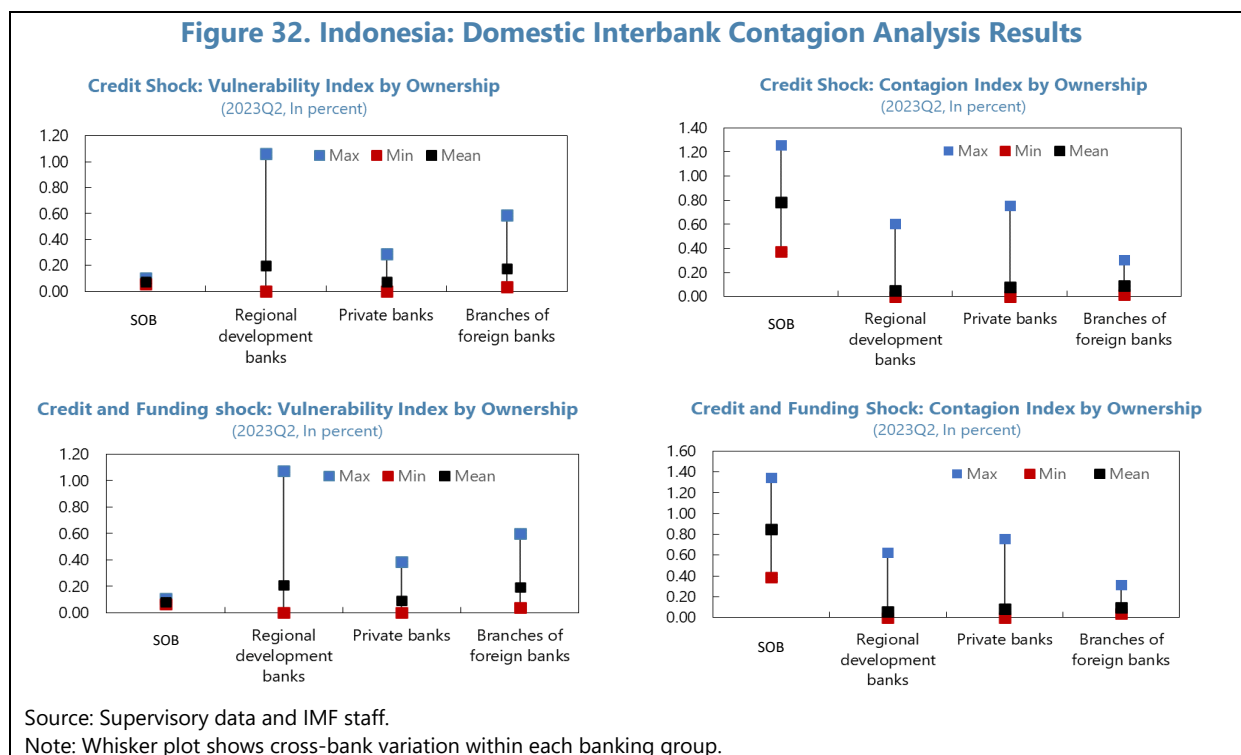 Figure 32. Indonesia: Domestic Interbank Contagion Analysis Results
Credit Shock: Vulnerability Index by Ownership
(2023Q2, In percent)
1.20
1.00
0.80
0.60
0.40
0.20
0.00
Max Min Mean
SOB
Regional
development
banks
Private banks
Branches of
foreign banks
Credit Shock: Contagion Index by Ownership
(2023Q2, In percent)
1.40
1.20
1.00
0.80
0.60
0.40
0.20
0.00
Max Min Mean
SOB
Regional
development
banks
Private banks
Branches of
foreign banks
Credit and Funding shock: Vulnerability Index by Ownership
(2023Q2, In percent)
1.20
1.00
0.80
0.60
0.40
0.20
0.00
Max Min Mean
SOB
Regional
development
banks
Private banks
Branches of
foreign banks
Credit and Funding Shock: Contagion Index by Ownership
(2023Q2, In percent)
1.60
1.40
1.20
1.00
0.80
0.60
0.40
0.20
0.00
Max Min Mean
SOB
Regional
development
banks
Private banks
Branches of
foreign banks
Source: Supervisory data and IMF staff.
Note: Whisker plot shows cross-bank variation within each banking group.